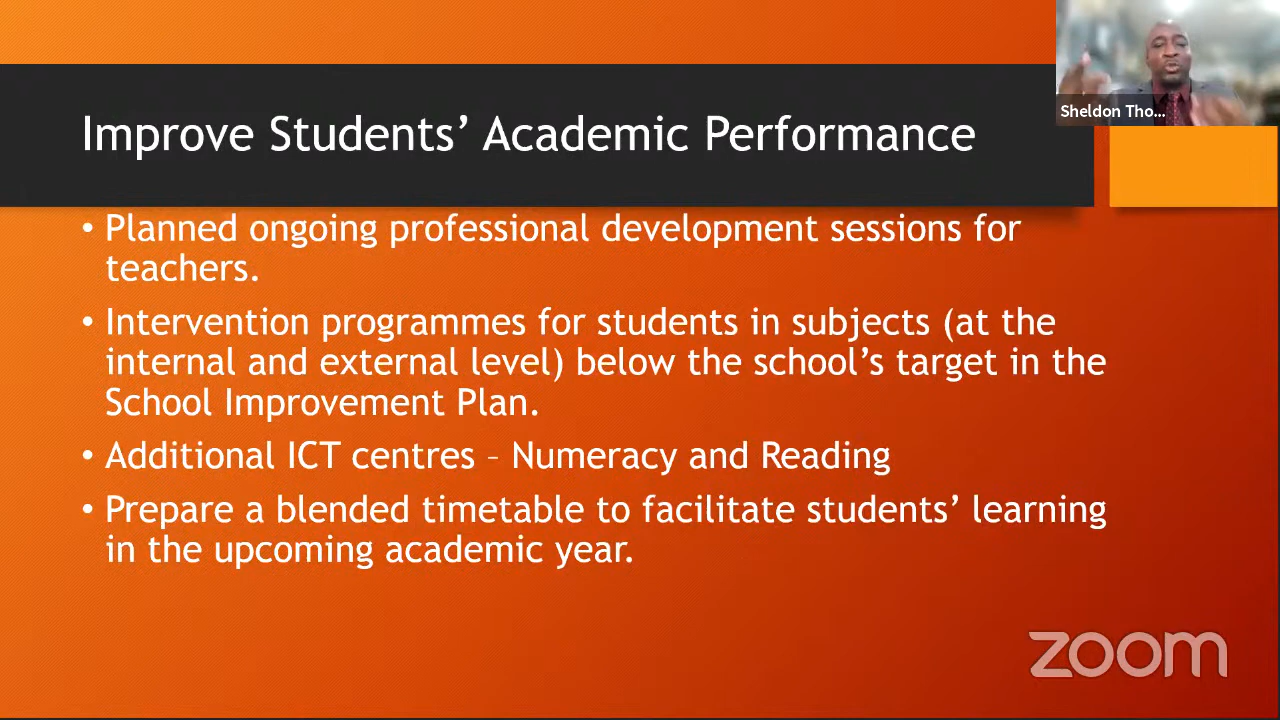 Sheldon Tho...
Improve Students’ Academic Performance
• Planned ongoing professional development sessions for
teachers.
• Intervention programmes for students in subjects (at the
internal and external level) below the school’s target in the
School Improvement Plan.
• Additional ICT centres – Numeracy and Reading
• Prepare a blended timetable to facilitate students’ learning
in the upcoming academic year.
zoom